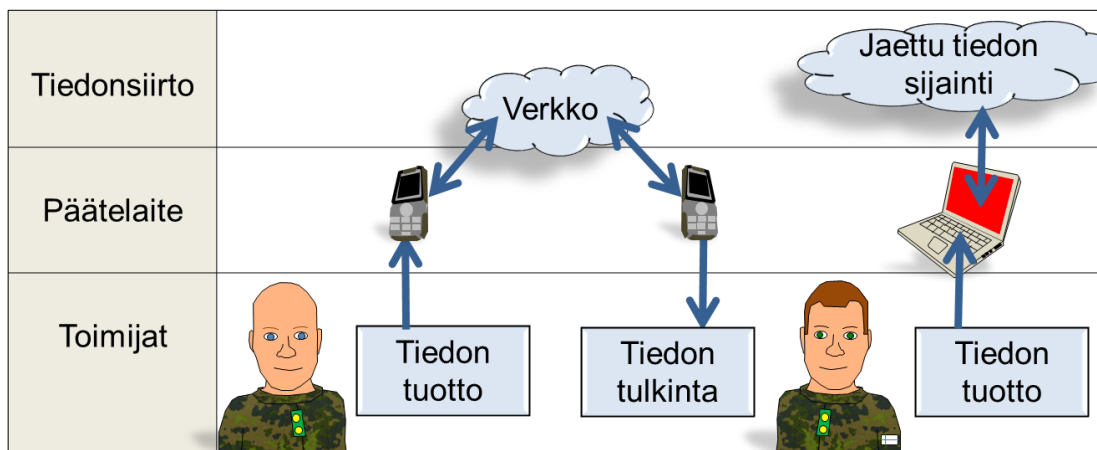 Tiedonsiirto
Verkko
Jaettu tiedon
sijainti
Päätelaite
Toimijat
Tiedon
tuotto
Tiedon
tulkinta
Tiedon
tuotto